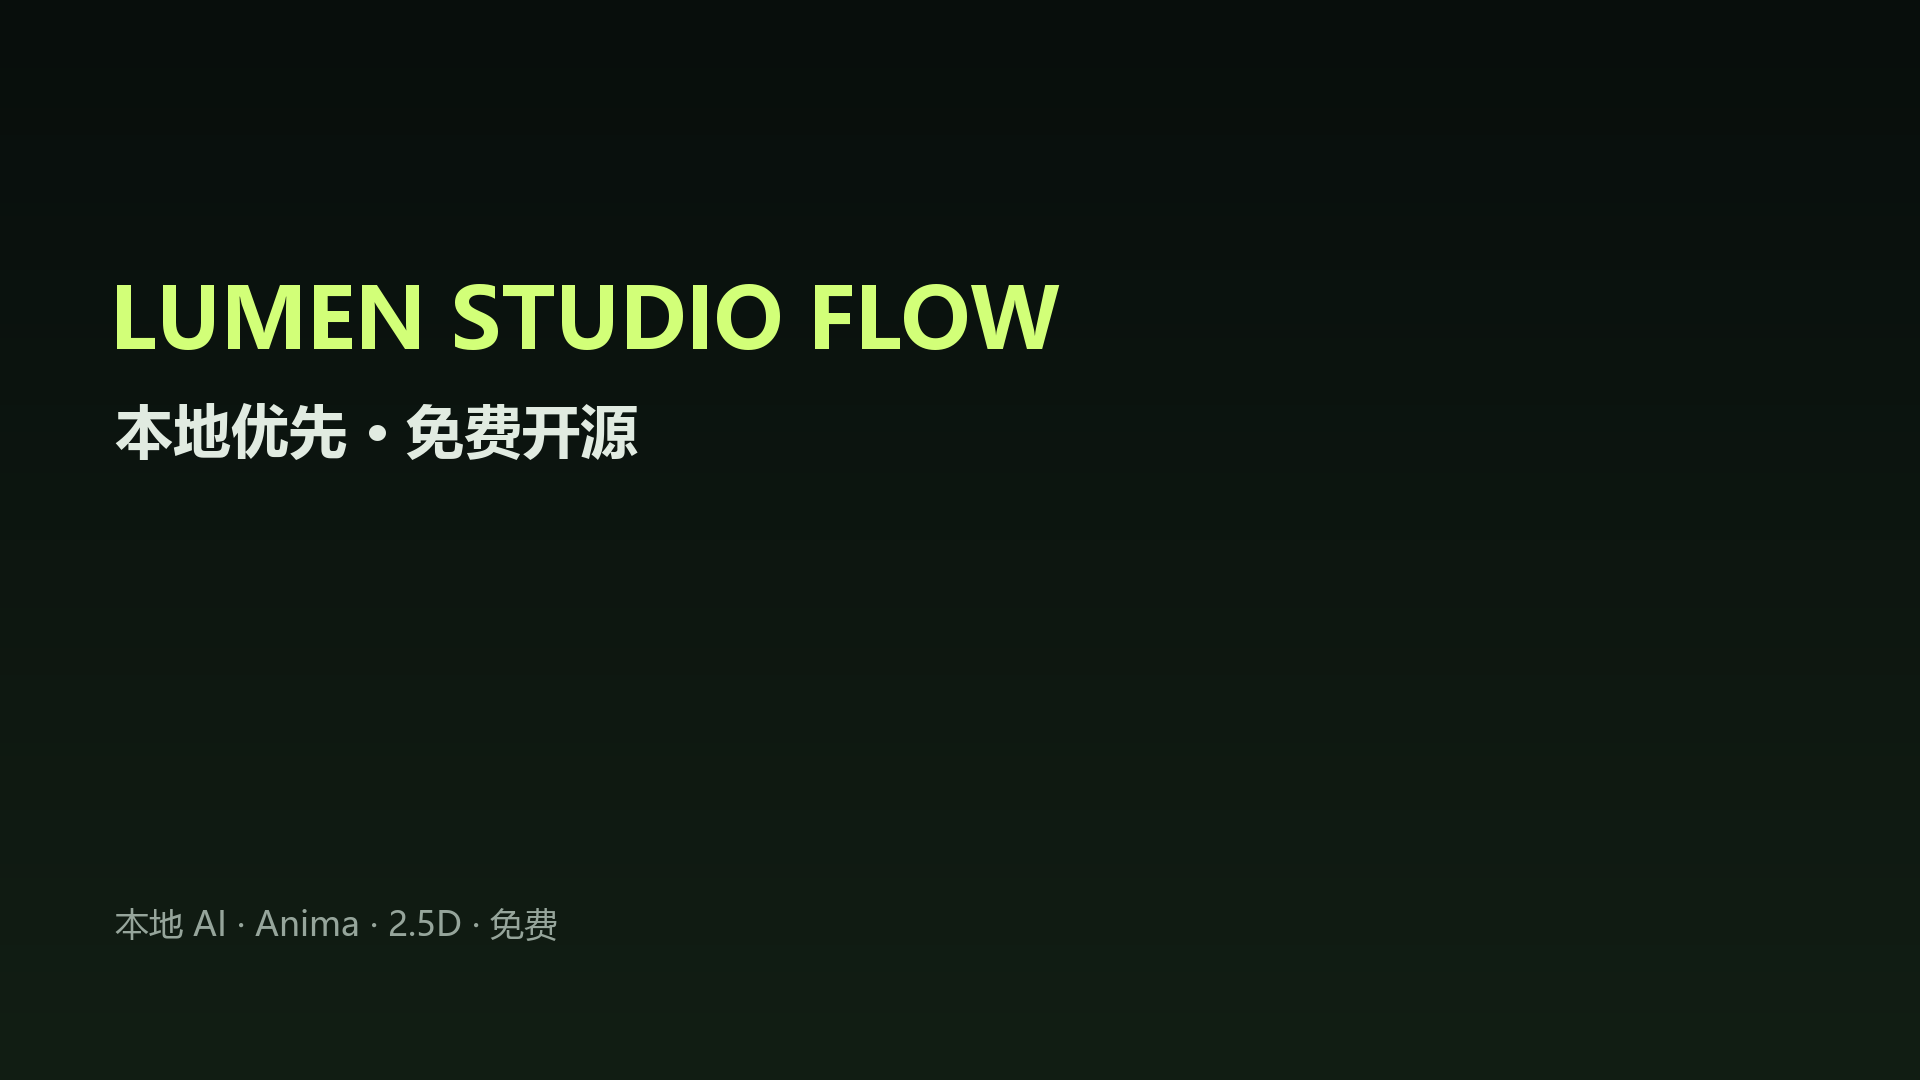 LUMEN STUDIO FLOW
本地优先 • 免费开源
本地 AI · Anima · 2.5D · 免费